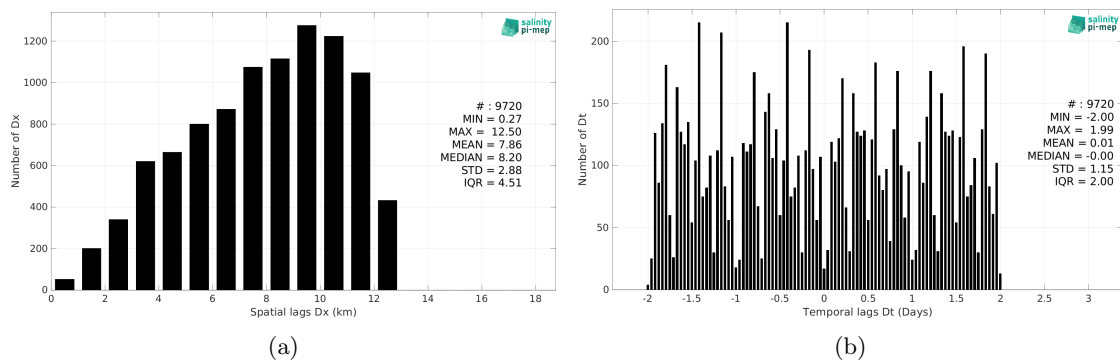 salinity
pi-mep
1200
1000
800
600
400
200
0
Number of Dx
# : 9720
MIN = 0.27
MAX = 12.50
MEAN = 7.86
MEDIAN = 8.20
STD = 2.88
IQR = 4.51
0 2 4 6 8 10 12 14 16 18
Spatial lags Dx (km)
(a)
salinity
pi-mep
200
150
100
50
0
Number of Dt
# : 9720
MIN = -2.00
MAX = 1.99
MEAN = 0.01
MEDIAN = -0.00
STD = 1.15
IQR = 2.00
-2 -1.5 -1 -0.5 0 0.5 1 1.5 2 2.5 3
Temporal lags Dt (Days)
(b)